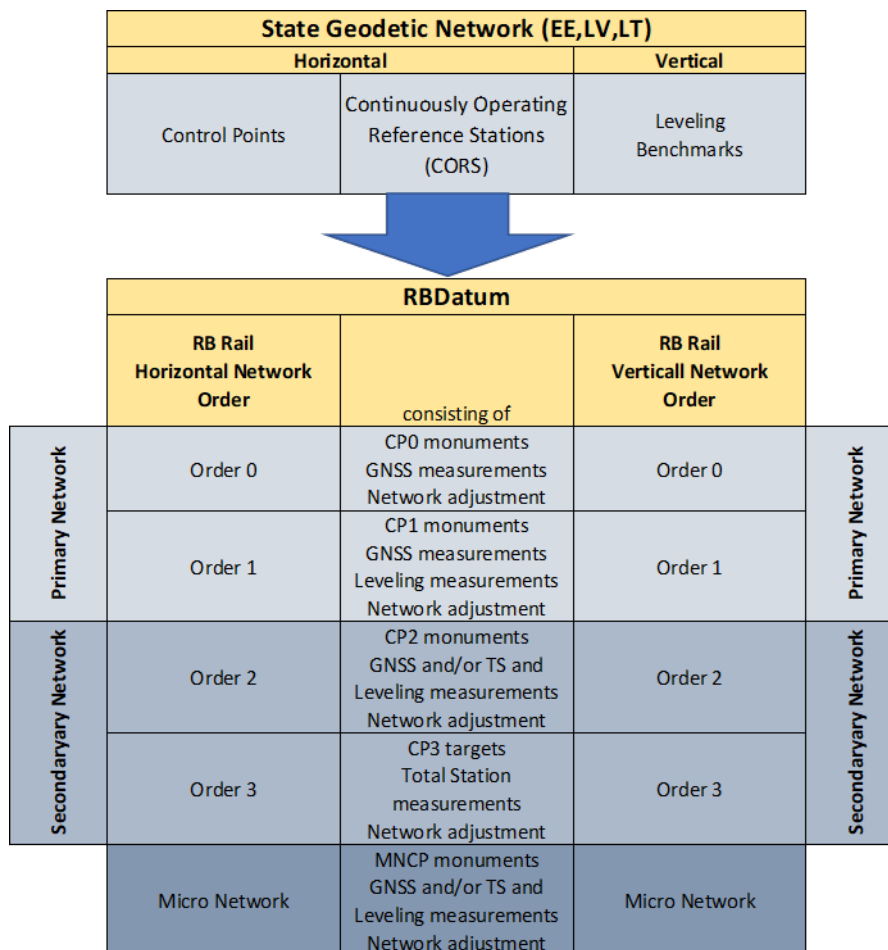 State Geodetic Network (EE,LV,LT)
Horizontal
Vertical
Control Points
Continuously Operating
Reference Stations
(CORS)
Leveling
Benchmarks
RBDatum
RB Rail
Horizontal Network
Order
consisting of
RB Rail
Verticall Network
Order
Primary Network
Order 0
CP0 monuments
GNSS measurements
Network adjustment
Order 0
Primary Network
Order 1
CP1 monuments
GNSS measurements
Leveling measurements
Network adjustment
Order 1
Secondaryary Network
Order 2
CP2 monuments
GNSS and/or TS and
Leveling measurements
Network adjustment
Order 2
Secondaryary Network
Order 3
CP3 targets
Total Station
measurements
Network adjustment
Order 3
Micro Network
MNCP monuments
GNSS and/or TS and
Leveling measurements
Network adjustment
Micro Network